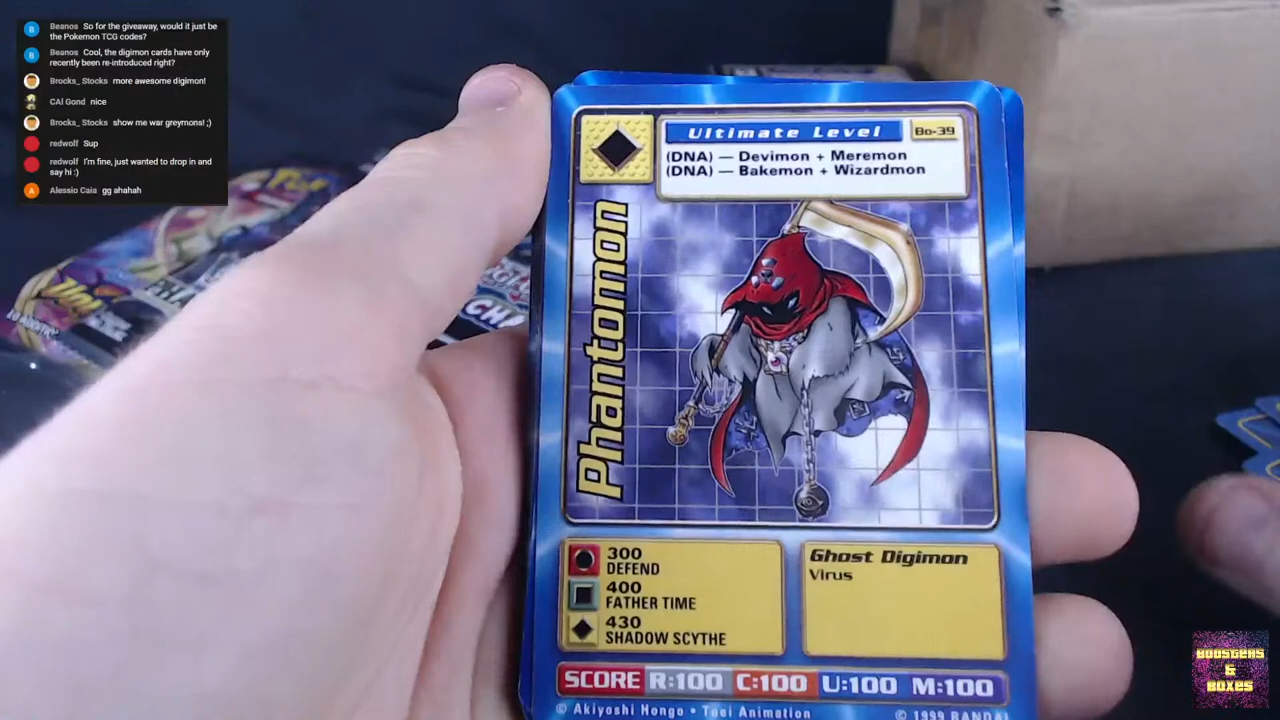 Beanos So for the giveaway, would it just be
the Pokemon TCG codes?
Beanos Cool, the digimon cards have only
recently been re-introduced right?
Brocks_Stocks more awesome digimon!
CAl Gond nice
Brocks_Stocks show me war greymons! ;)
redwolf Sup
redwolf I'm fine, just wanted to drop in and
say hi :)
Alessio Caia gg ahahah
Ultimate Level
Bo-39
(DNA) — Devimon + Meremon
(DNA) — Bakemon + Wizardmon
Phantomon
300
DEFEND
400
FATHER TIME
430
SHADOW SCYTHE
Ghost Digimon
Virus
SCORE R:100 C:100 U:100 M:100
© Akiyoshi Hongo • Toei Animation
© 1999 BANDAI
BOOSTERS
&
BOXES